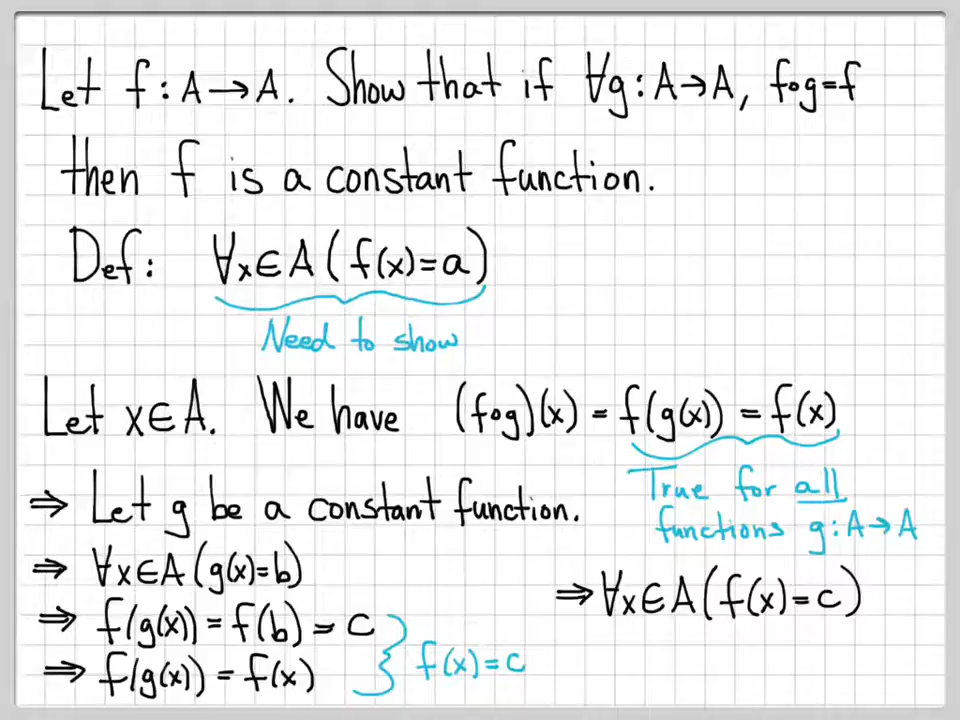 Let f : A → A. Show that if ∀g : A → A, f∘g = f
then f is a constant function.
Def: ∀x ∈ A (f(x) = a)
Need to show
Let x ∈ A. We have (f∘g)(x) = f(g(x)) = f(x)
True for all
functions g : A → A
⇒ Let g be a constant function.
⇒ ∀x ∈ A (g(x) = b)
⇒ f(g(x)) = f(b) = c
⇒ f(g(x)) = f(x)
f(x) = c
⇒ ∀x ∈ A (f(x) = c)